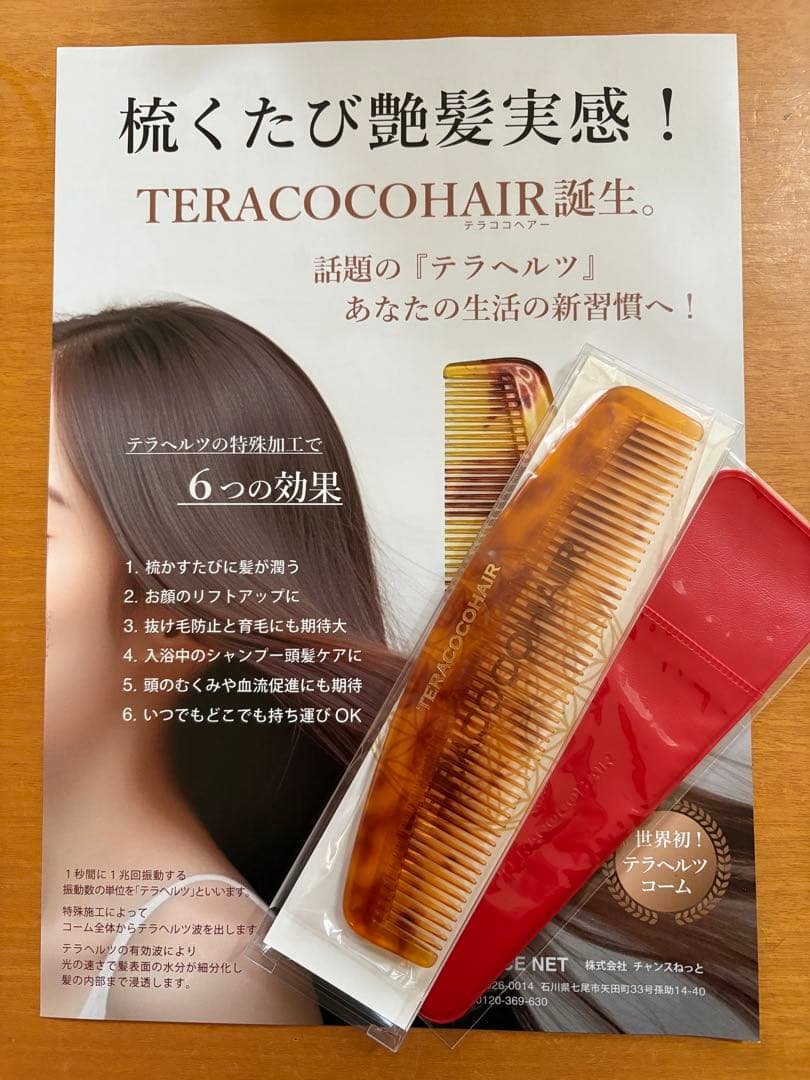 梳くたび艶髪実感！
TERACOCOHAIR誕生。
テラココヘアー
話題の『テラヘルツ』
あなたの生活の新習慣へ！
テラヘルツの特殊加工で
6つの効果
1. 梳かすたびに髪が潤う
2. お顔のリフトアップに
3. 抜け毛防止と育毛にも期待大
4. 入浴中のシャンプー頭髪ケアに
5. 頭のむくみや血流促進にも期待
6. いつでもどこでも持ち運びOK
TERACOCOHAIR
TERACOCOHAIR
TERACOCOHAIR
世界初！
テラヘルツ
コーム
1秒間に1兆回振動する
振動数の単位を「テラヘルツ」といいます。
特殊施工によって
コーム全体からテラヘルツ波を出します
テラヘルツの有効波により
光の速さで髪表面の水分が細分化し
髪の内部まで浸透します。
NET 株式会社 チャンスねっと
26-0014 石川県七尾市矢田町33号孫助14-40
0120-369-630